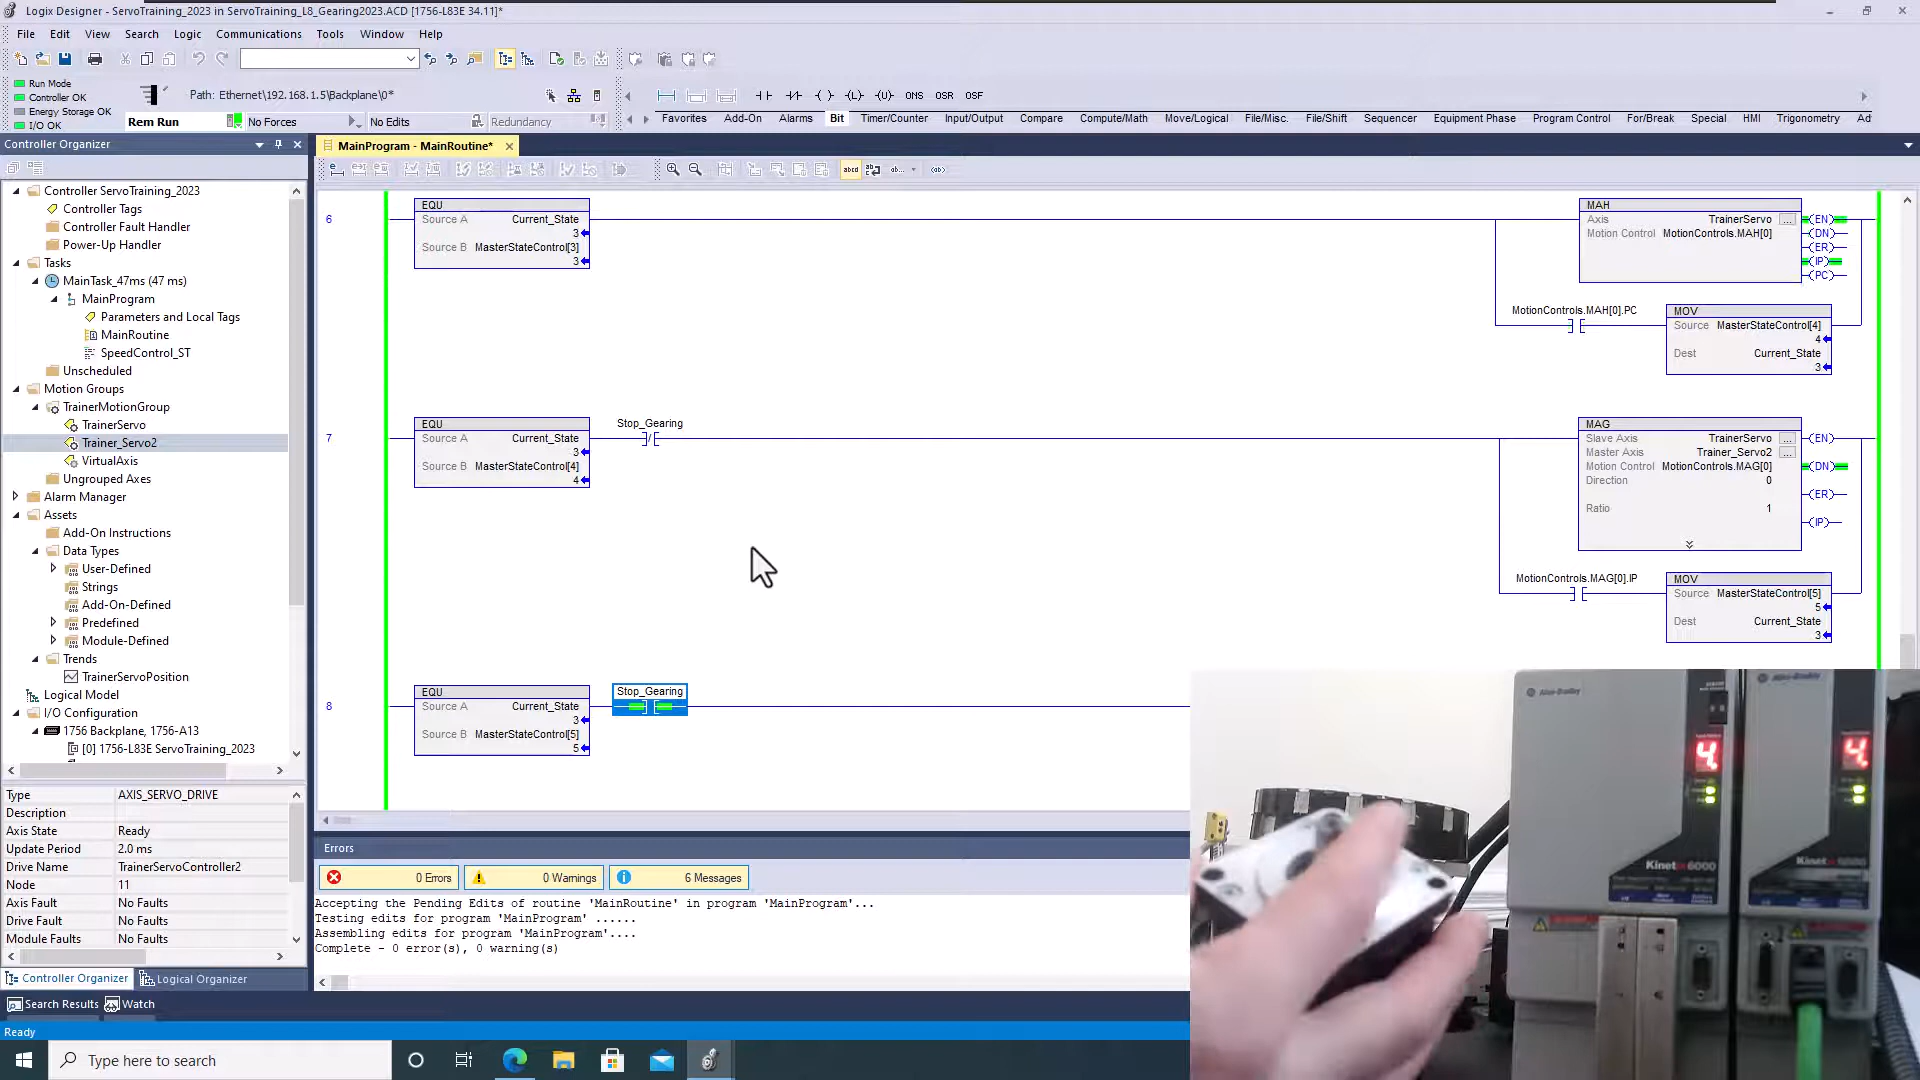 Logix Designer - ServoTraining_2023 in ServoTraining_L8_Gearing2023.ACD [1756-L83E 34.11]*
File Edit View Search Logic Communications Tools Window Help
Run Mode
Controller OK
Energy Storage OK
I/O OK
Path: Ethernet\192.168.1.5\Backplane\0*
Rem Run
No Forces
No Edits
Redundancy
ONS OSR OSF
Favorites Add-On Alarms Bit Timer/Counter Input/Output Compare Compute/Math Move/Logical File/Misc. File/Shift Sequencer Equipment Phase Program Control For/Break Special HMI Trigonometry Ad
Controller Organizer
Controller ServoTraining_2023
Controller Tags
Controller Fault Handler
Power-Up Handler
Tasks
MainTask_47ms (47 ms)
MainProgram
Parameters and Local Tags
MainRoutine
SpeedControl_ST
Unscheduled
Motion Groups
TrainerMotionGroup
TrainerServo
Trainer_Servo2
VirtualAxis
Ungrouped Axes
Alarm Manager
Assets
Add-On Instructions
Data Types
User-Defined
Strings
Add-On-Defined
Predefined
Module-Defined
Trends
TrainerServoPosition
Logical Model
I/O Configuration
1756 Backplane, 1756-A13
[0] 1756-L83E ServoTraining_2023
Type AXIS_SERVO_DRIVE
Description
Axis State Ready
Update Period 2.0 ms
Drive Name TrainerServoController2
Node 11
Axis Fault No Faults
Drive Fault No Faults
Module Faults No Faults
Controller Organizer Logical Organizer
Search Results Watch
Ready
MainProgram - MainRoutine*
6
EQU
Source A Current_State
3
Source B MasterStateControl[3]
3
MAH
Axis TrainerServo ...
Motion Control MotionControls.MAH[0]
EN
DN
ER
IP
PC
MotionControls.MAH[0].PC
MOV
Source MasterStateControl[4]
4
Dest Current_State
3
7
EQU
Source A Current_State
3
Source B MasterStateControl[4]
4
Stop_Gearing
MAG
Slave Axis TrainerServo ...
Master Axis Trainer_Servo2 ...
Motion Control MotionControls.MAG[0]
Direction 0
Ratio 1
EN
DN
ER
IP
MotionControls.MAG[0].IP
MOV
Source MasterStateControl[5]
5
Dest Current_State
3
8
EQU
Source A Current_State
3
Source B MasterStateControl[5]
5
Stop_Gearing
Errors
0 Errors 0 Warnings 6 Messages
Accepting the Pending Edits of routine 'MainRoutine' in program 'MainProgram'...
Testing edits for program 'MainProgram' ......
Assembling edits for program 'MainProgram'....
Complete - 0 error(s), 0 warning(s)
Type here to search
Allen-Bradley
Allen-Bradley
4.
4.
Kinetix 6000
Kinetix 6000